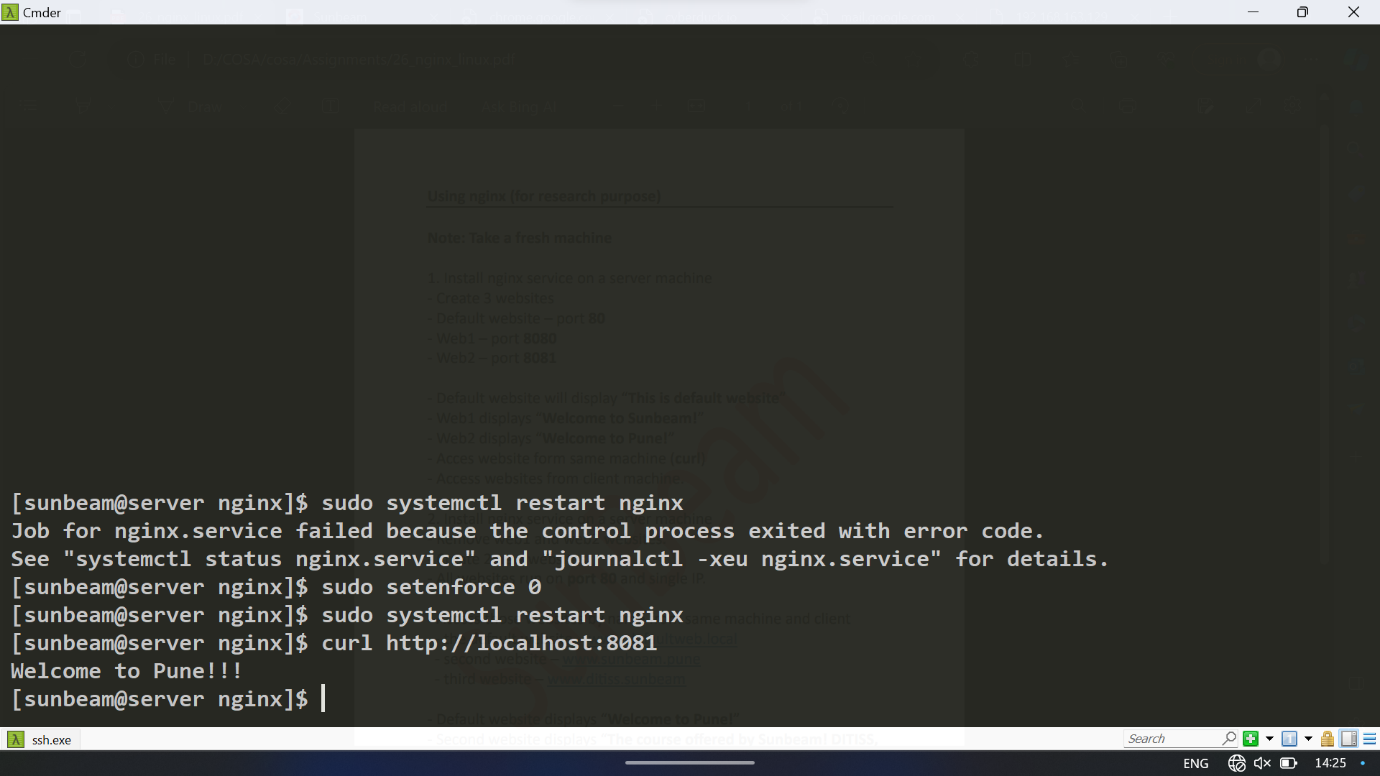 Cmder
Using nginx (for research purpose)
Note: Take a fresh machine
1. Install nginx service on a server machine
- Create 3 websites
- Default website – port 80
- Web1 – port 8080
- Web2 – port 8081
- Default website will display "This is default website"
- Web1 displays "Welcome to Sunbeam!"
- Web2 displays "Welcome to Pune!"
- Acces website form same machine (curl)
- Access websites from client machine
[sunbeam@server nginx]$ sudo systemctl restart nginx
Job for nginx.service failed because the control process exited with error code.
See "systemctl status nginx.service" and "journalctl -xeu nginx.service" for details.
[sunbeam@server nginx]$ sudo setenforce 0
[sunbeam@server nginx]$ sudo systemctl restart nginx
[sunbeam@server nginx]$ curl http://localhost:8081
Welcome to Pune!!!
[sunbeam@server nginx]$
- Default website displays "Welcome to Pune!"
- Second website displays "The course offered by Sunbeam! DITISS,
ssh.exe
Search
ENG
14:25